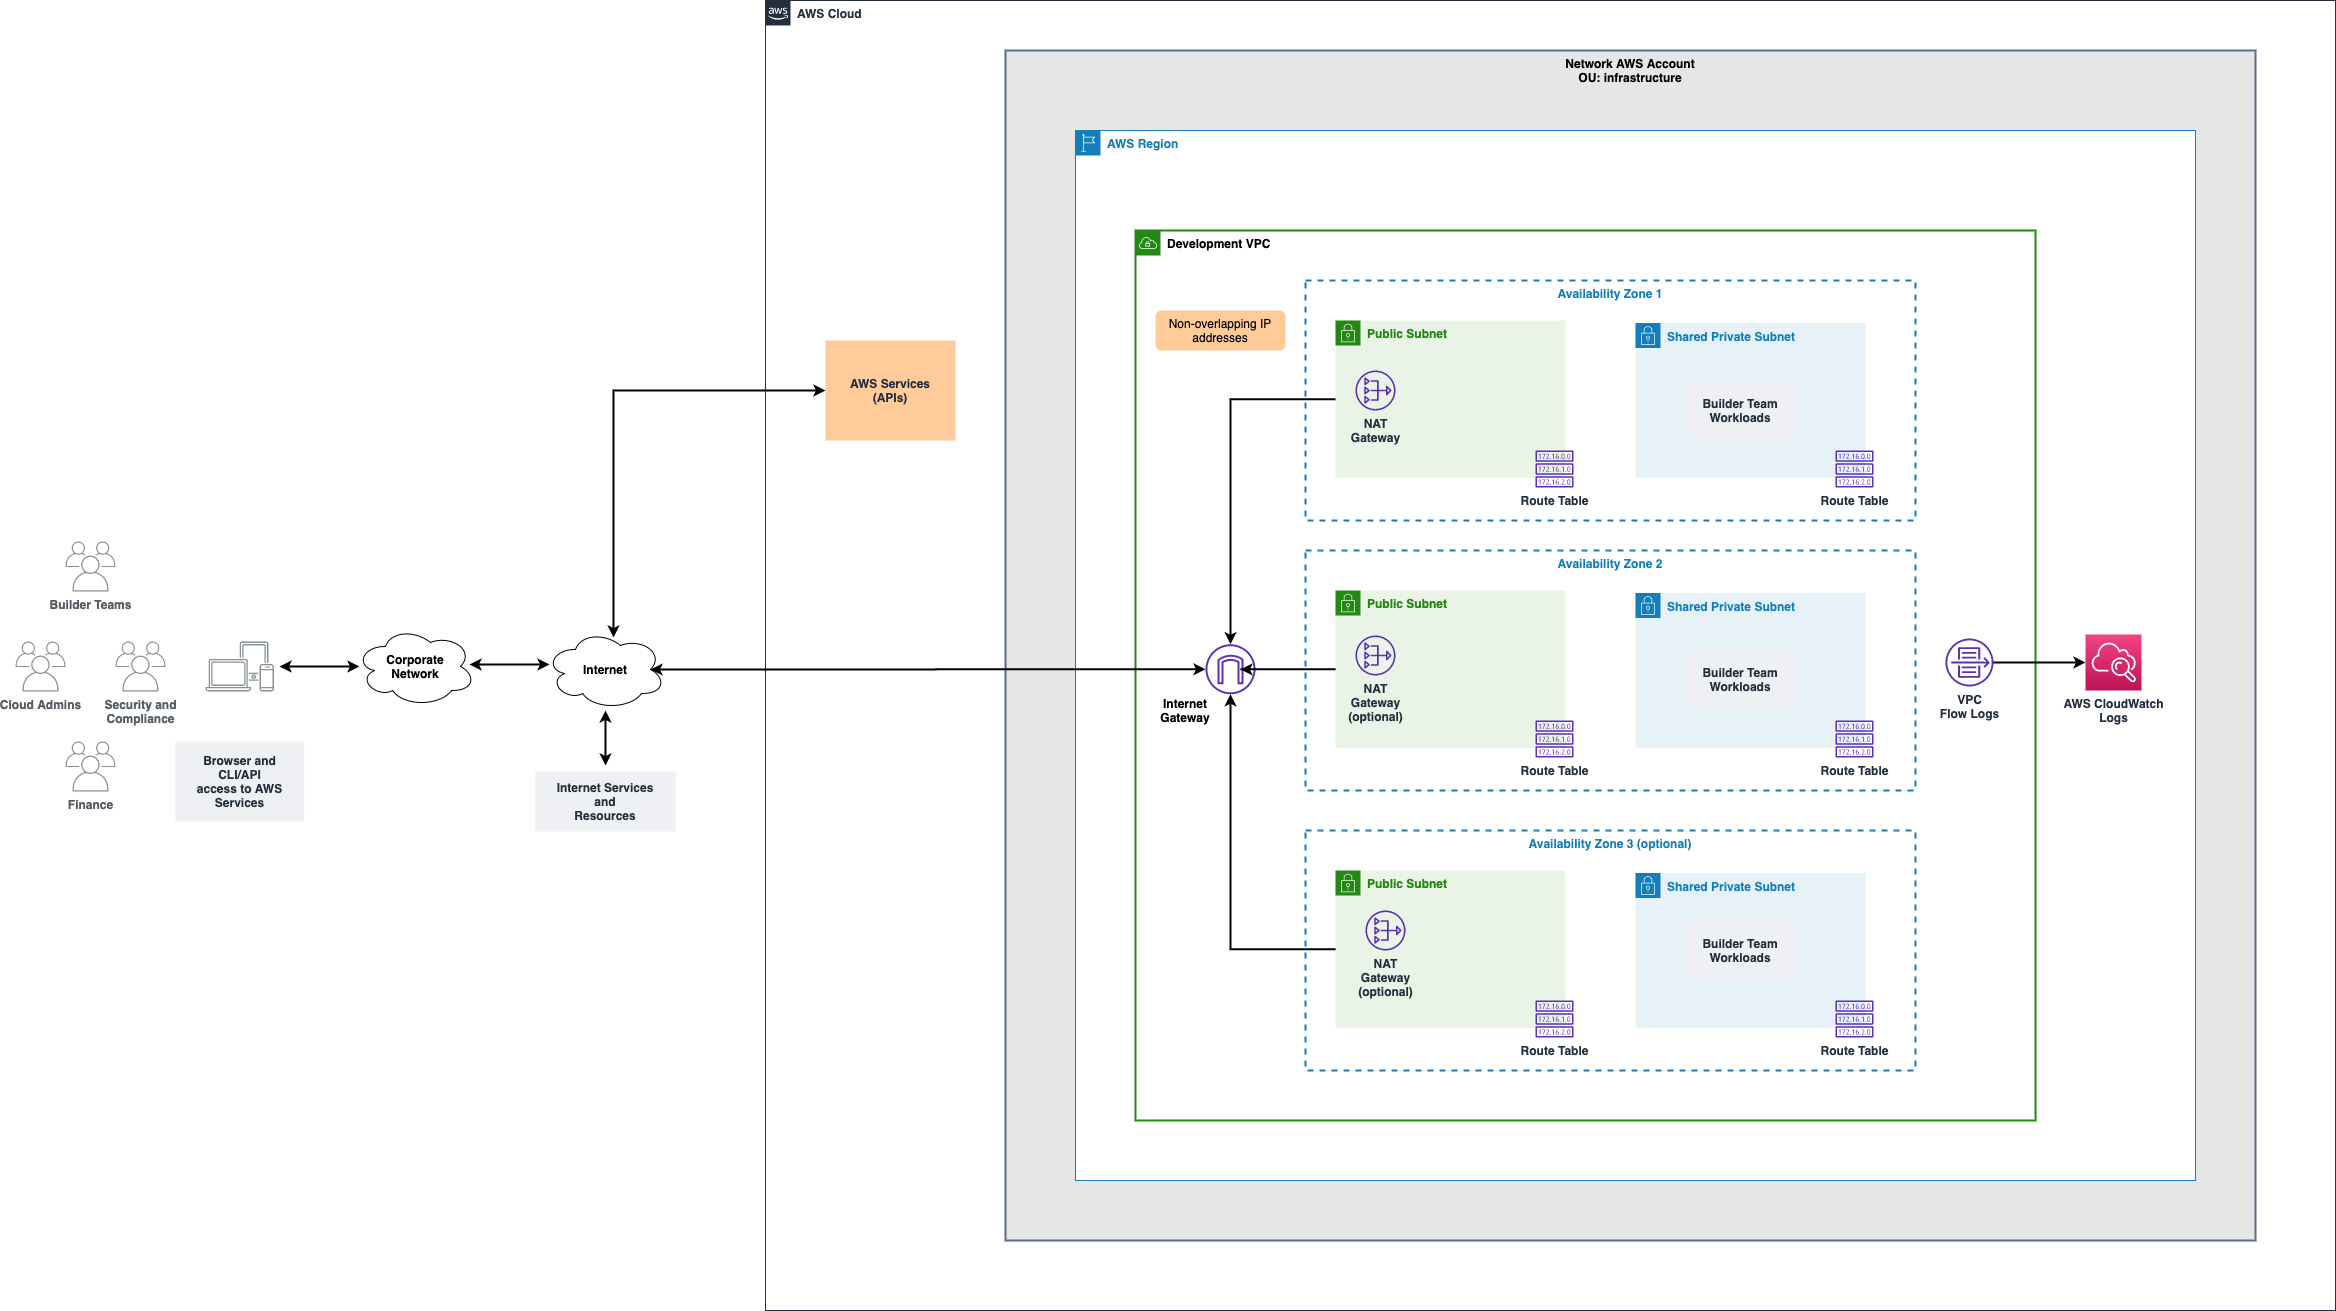 aws
AWS Cloud
Network AWS Account
OU: infrastructure
AWS Region
Development VPC
Non-overlapping IP
addresses
Availability Zone 1
Public Subnet
NAT
Gateway
172.16.0.0
172.16.1.0
172.16.2.0
Route Table
Shared Private Subnet
Builder Team
Workloads
172.16.0.0
172.16.1.0
172.16.2.0
Route Table
AWS Services
(APIs)
Builder Teams
Cloud Admins
Security and
Compliance
Finance
Browser and
CLI/API
access to AWS
Services
Corporate
Network
Internet
Internet Services
and
Resources
Internet
Gateway
Availability Zone 2
Public Subnet
NAT
Gateway
(optional)
172.16.0.0
172.16.1.0
172.16.2.0
Route Table
Shared Private Subnet
Builder Team
Workloads
172.16.0.0
172.16.1.0
172.16.2.0
Route Table
VPC
Flow Logs
AWS CloudWatch
Logs
Availability Zone 3 (optional)
Public Subnet
NAT
Gateway
(optional)
172.16.0.0
172.16.1.0
172.16.2.0
Route Table
Shared Private Subnet
Builder Team
Workloads
172.16.0.0
172.16.1.0
172.16.2.0
Route Table